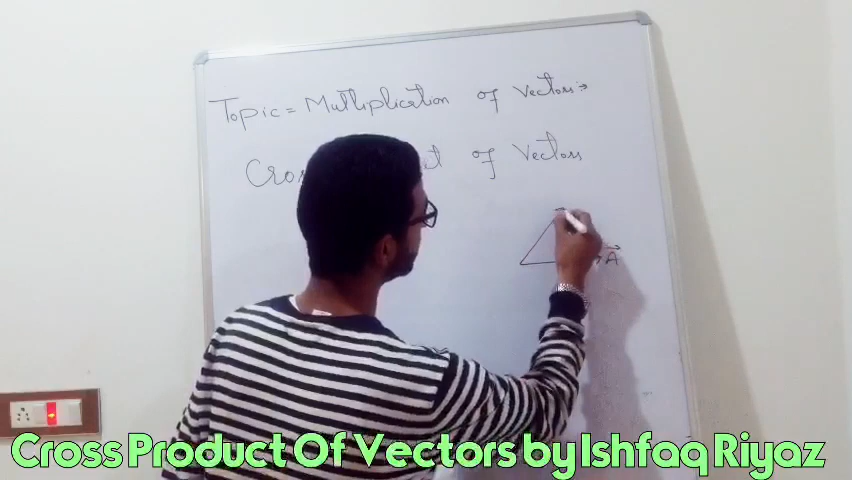 Topic = Multiplication of Vectors :→
of Vectors
A
Cross Product Of Vectors by Ishfaq Riyaz